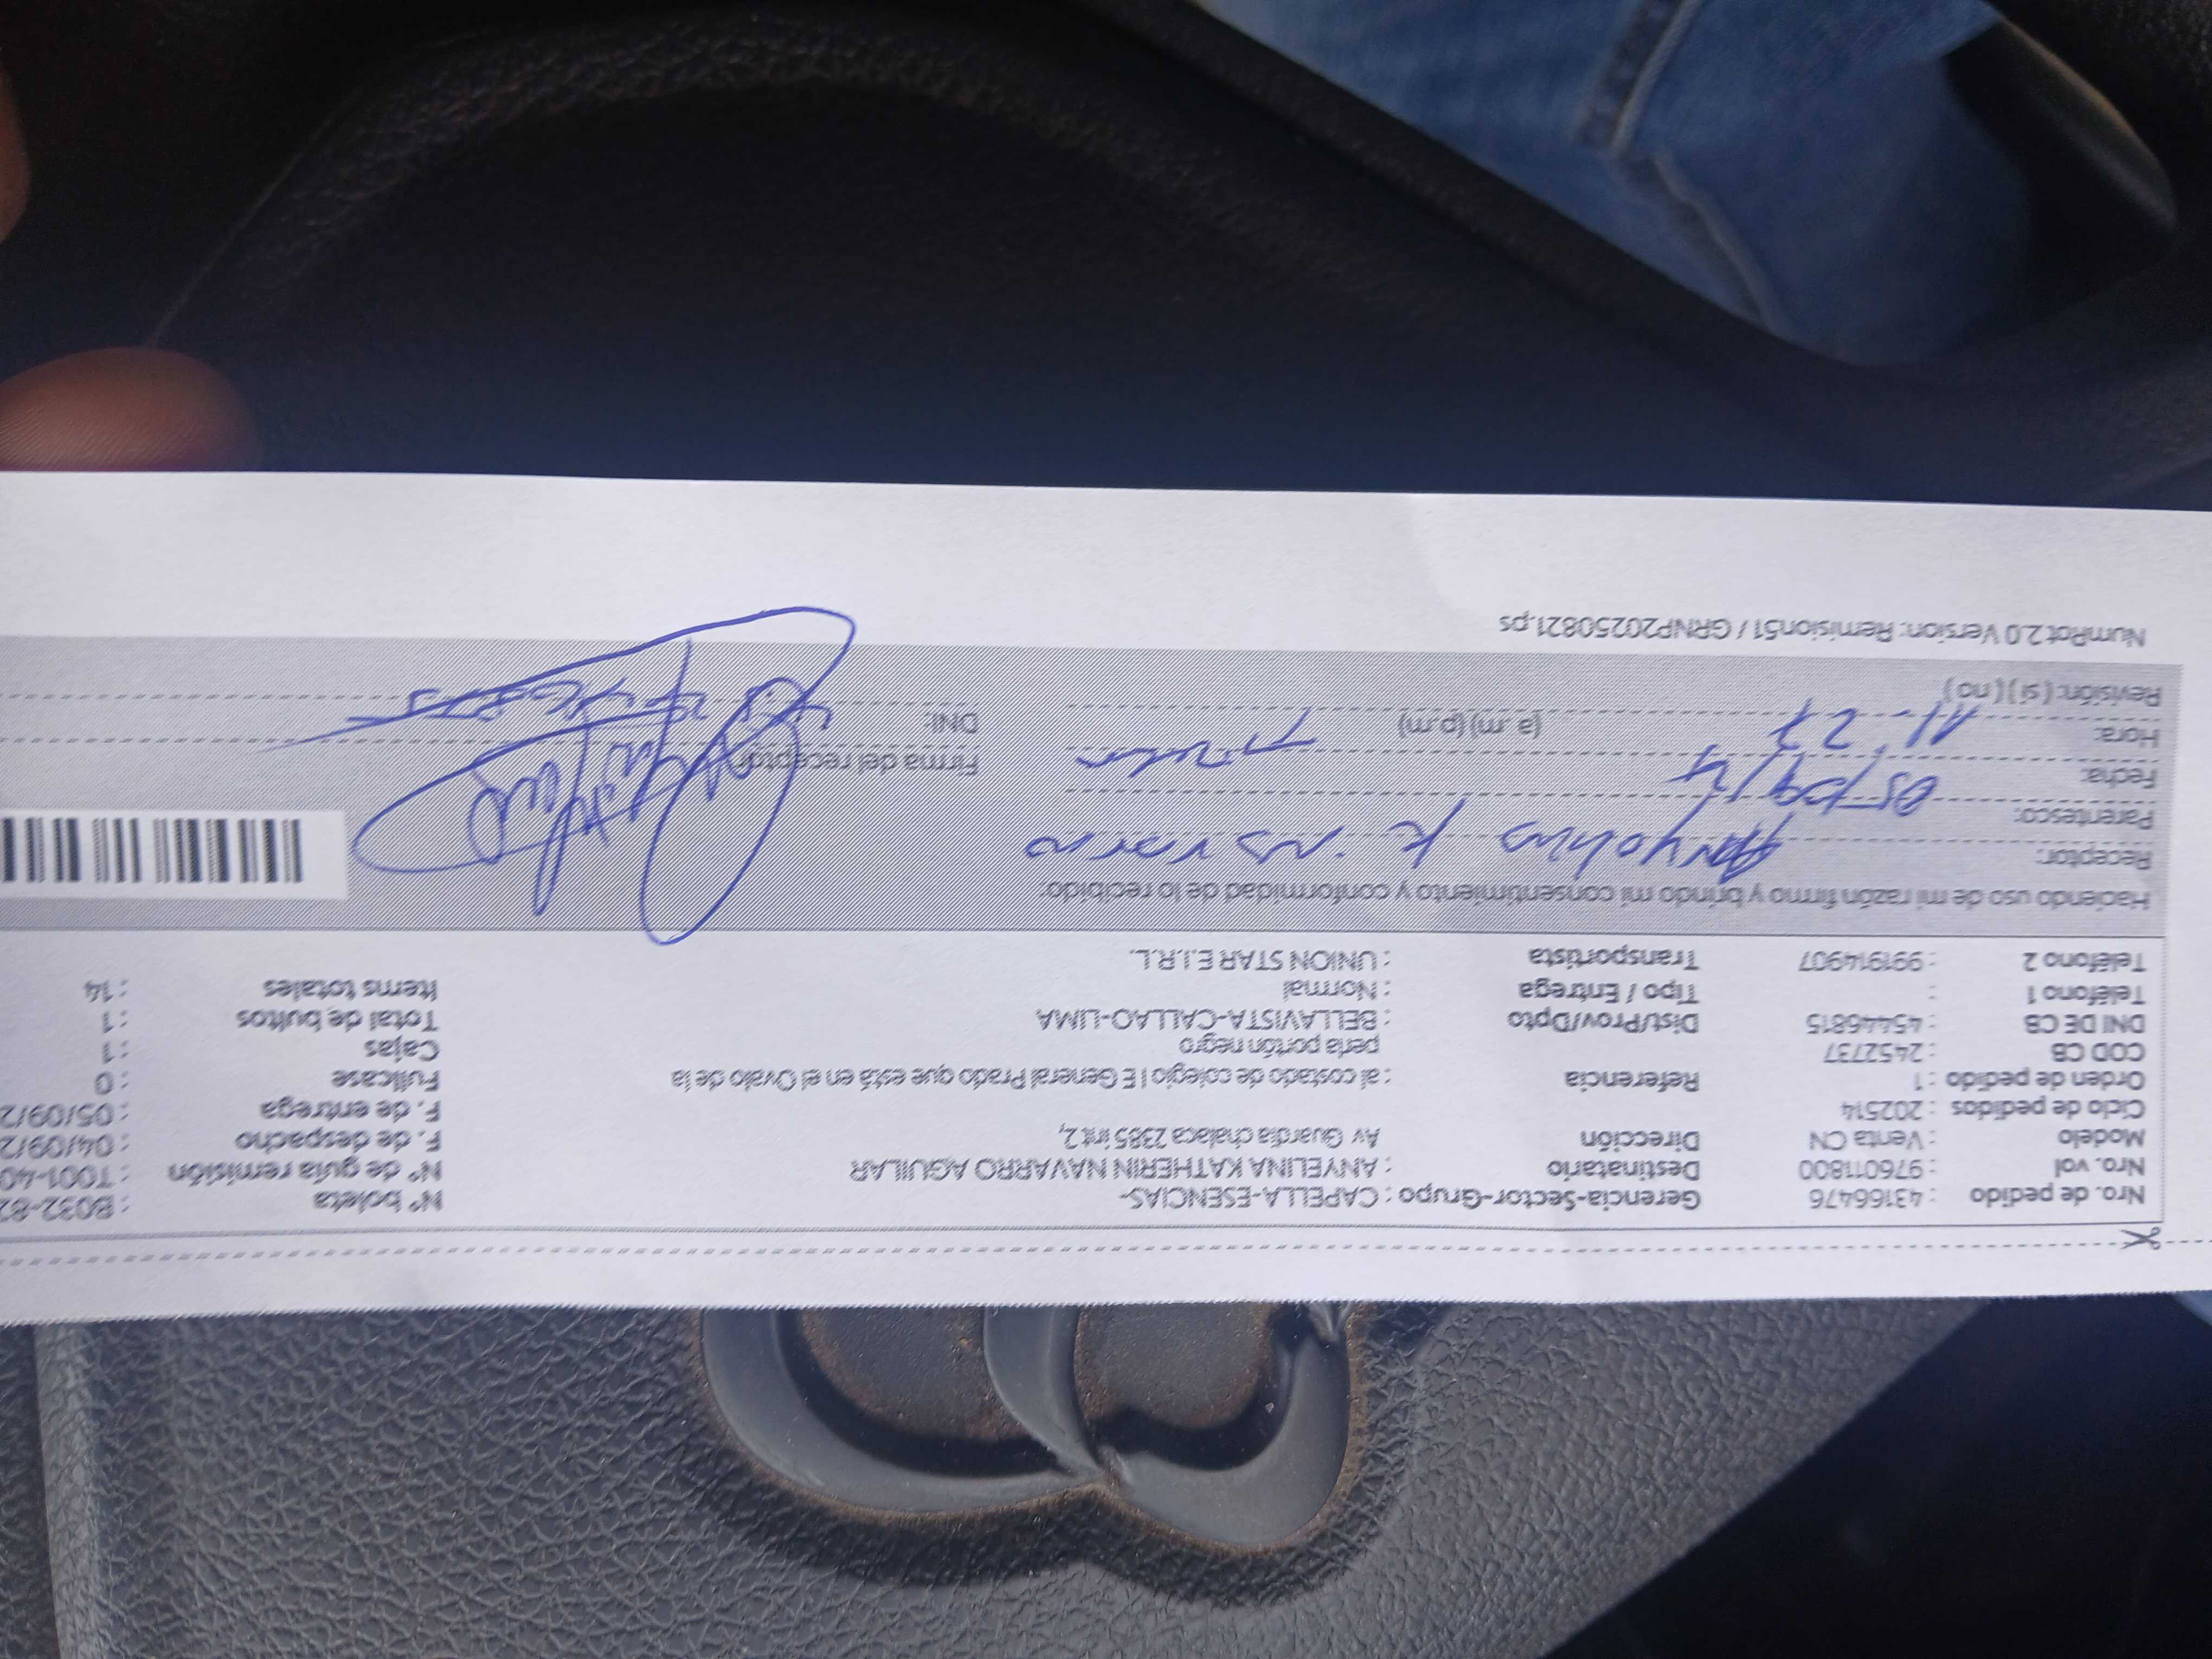 Nro. de pedido : 43166476 Gerencia-Sector-Grupo : CAPELLA-ESENCIAS- N° boleta : B032-82
Nro. vol : 976011800 Destinatario : ANYELINA KATHERIN NAVARRO AGUILAR N° de guía remisión : T001-40
Modelo : Venta CN Dirección Av Guardia chalaca 2385 int 2, F. de despacho : 04/09/2
Ciclo de pedidos : 202514 F. de entrega : 05/09/2
Orden de pedido : 1 Referencia : al costado de colegio I E General Prado que está en el Ovalo de la Fullcase : 0
COD CB : 2452737 perla portón negro Cajas : 1
DNI DE CB : 45446815 Dist/Prov/Dpto : BELLAVISTA-CALLAO-LIMA Total de bultos : 1
Teléfono 1 : Tipo / Entrega : Normal Items totales : 14
Teléfono 2 : 991914907 Transportista : UNION STAR E.I.R.L.
Haciendo uso de mi razón firmo y brindo mi consentimiento y conformidad de lo recibido:
Receptor:
Parentesco:
Fecha: 05/09/ Firma del receptor:
Hora: 11:27 (a.m) (p.m) DNI:
Revisión: ( si ) ( no )
NumRot 2.0 Version: Remision51 / GRNP20250821.ps